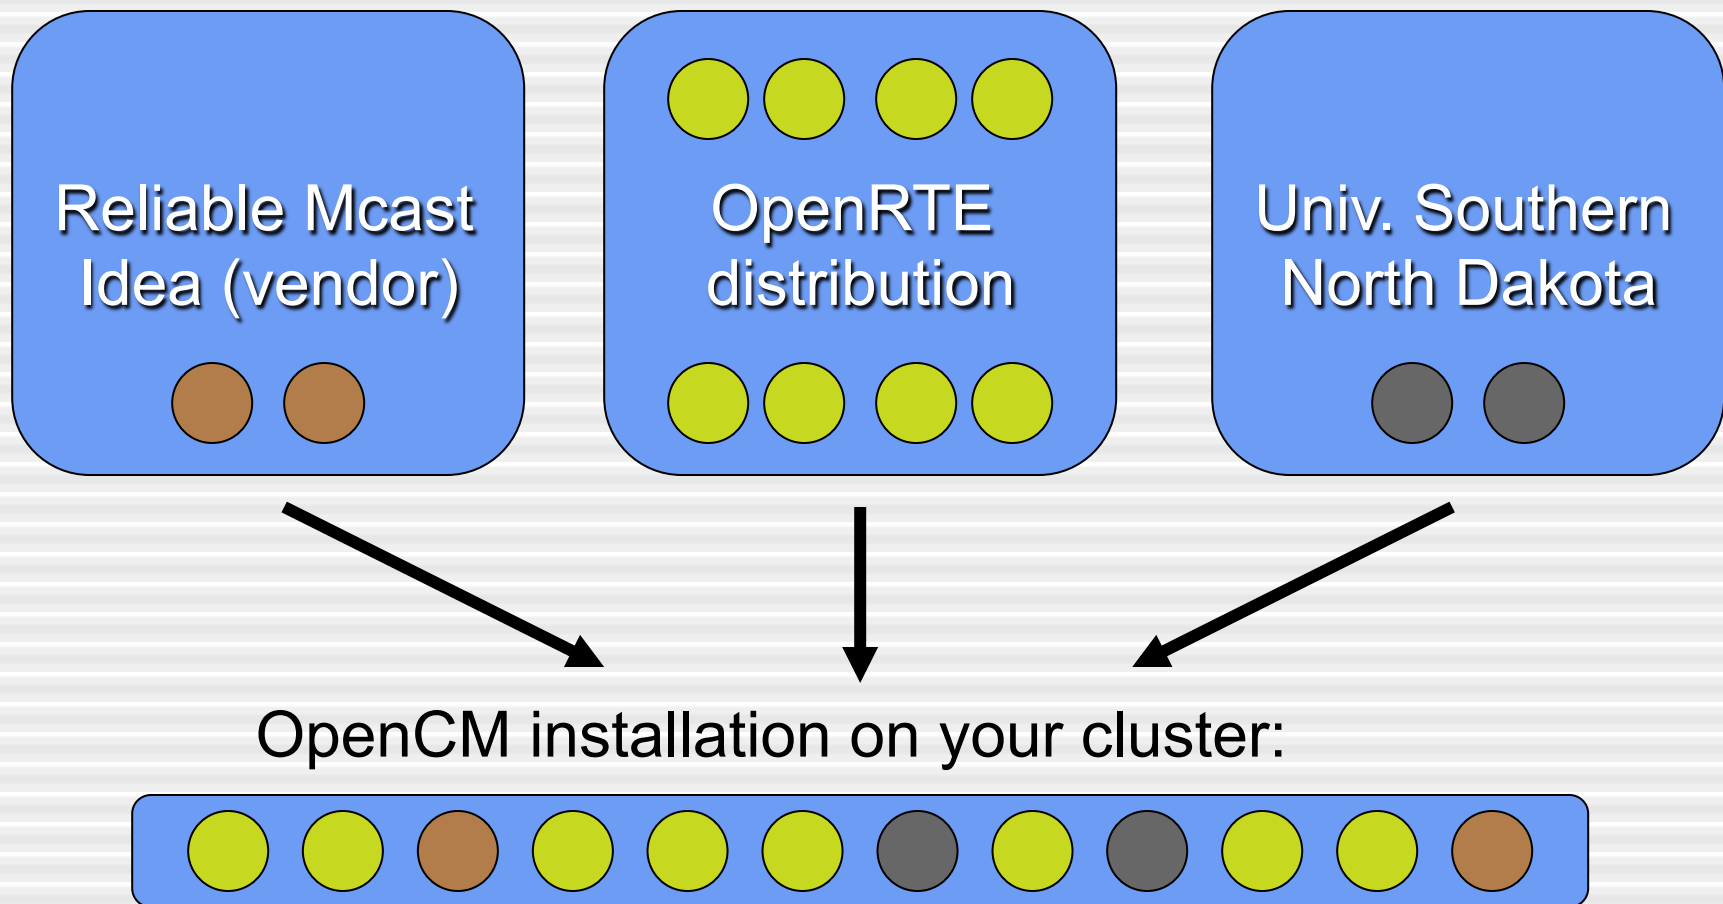 Reliable Mcast
Idea (vendor)
OpenRTE
distribution
Univ. Southern
North Dakota
OpenCM installation on your cluster: